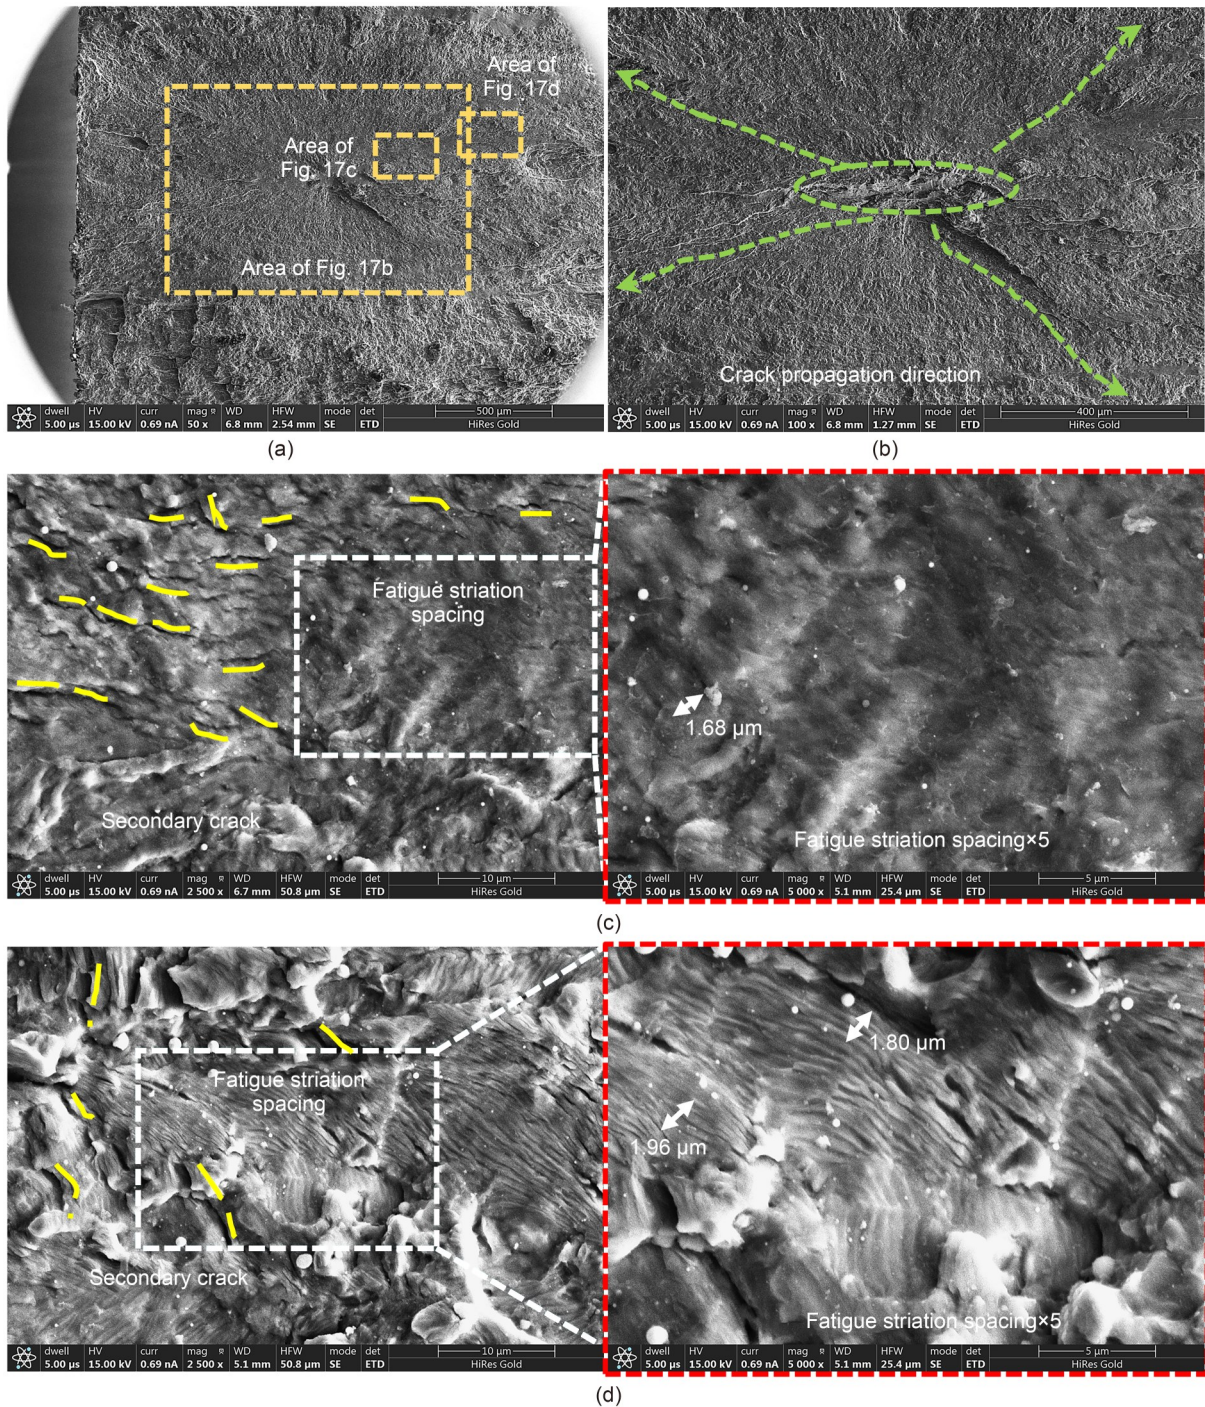 Area of
Fig. 17d
Area of
Fig. 17c
Area of Fig. 17b
dwell HV curr mag WD HFW mode det 500 µm
5.00 µs 15.00 kV 0.69 nA 50 x 6.8 mm 2.54 mm SE ETD HiRes Gold
(a)
Crack propagation direction
dwell HV curr mag WD HFW mode det 400 µm
5.00 µs 15.00 kV 0.69 nA 100 x 6.8 mm 1.27 mm SE ETD HiRes Gold
(b)
Fatigue striation
spacing
Secondary crack
dwell HV curr mag WD HFW mode det 10 µm
5.00 µs 15.00 kV 0.69 nA 2 500 x 6.7 mm 50.8 µm SE ETD HiRes Gold
1.68 µm
Fatigue striation spacing×5
dwell HV curr mag WD HFW mode det 5 µm
5.00 µs 15.00 kV 0.69 nA 5 000 x 5.1 mm 25.4 µm SE ETD HiRes Gold
(c)
Fatigue striation
spacing
Secondary crack
dwell HV curr mag WD HFW mode det 10 µm
5.00 µs 15.00 kV 0.69 nA 2 500 x 5.1 mm 50.8 µm SE ETD HiRes Gold
1.80 µm
1.96 µm
Fatigue striation spacing×5
dwell HV curr mag WD HFW mode det 5 µm
5.00 µs 15.00 kV 0.69 nA 5 000 x 5.1 mm 25.4 µm SE ETD HiRes Gold
(d)